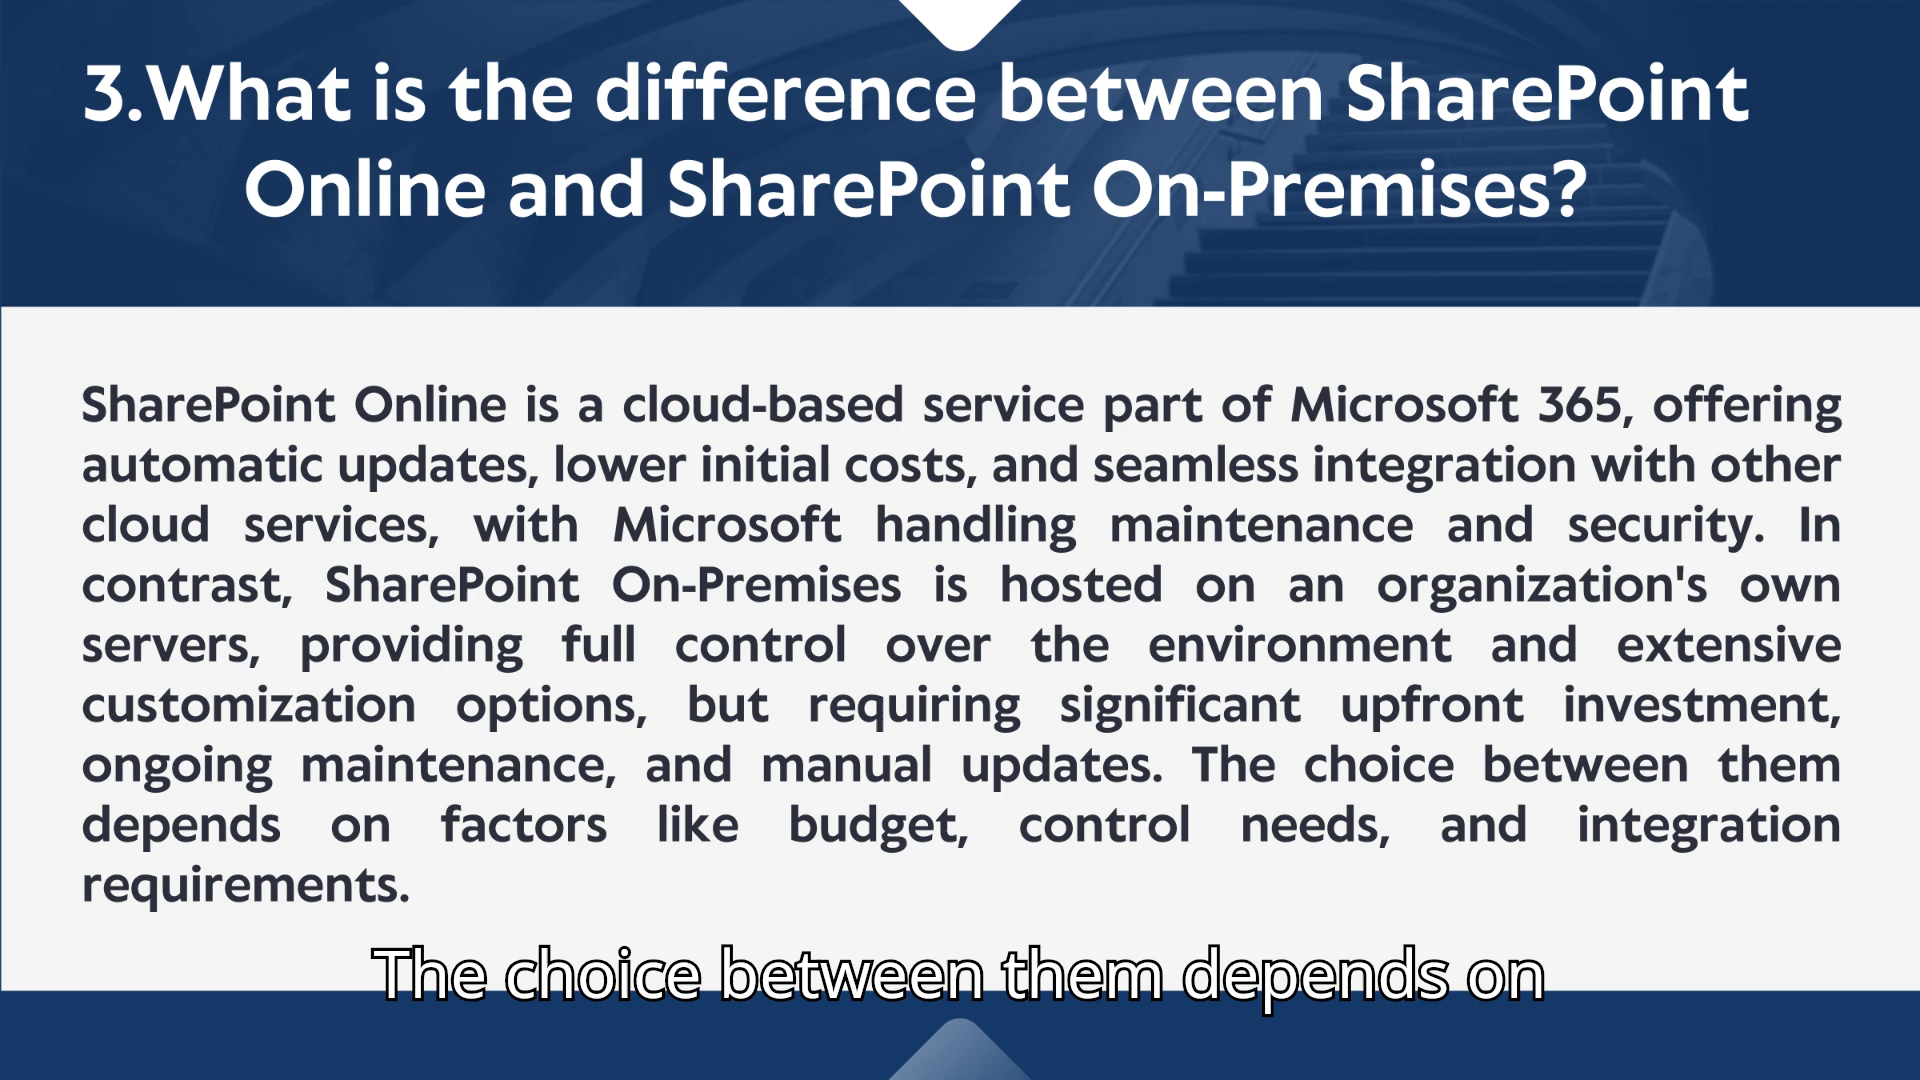 3.What is the difference between SharePoint
Online and SharePoint On-Premises?
SharePoint Online is a cloud-based service part of Microsoft 365, offering
automatic updates, lower initial costs, and seamless integration with other
cloud services, with Microsoft handling maintenance and security. In
contrast, SharePoint On-Premises is hosted on an organization's own
servers, providing full control over the environment and extensive
customization options, but requiring significant upfront investment,
ongoing maintenance, and manual updates. The choice between them
depends on factors like budget, control needs, and integration
requirements.
The choice between them depends on